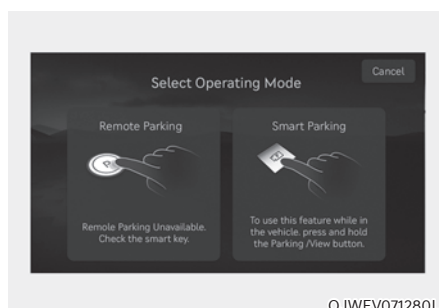 Cancel
Select Operating Mode
Remote Parking
Smart Parking
Remole Parking Unavailable.
Check the smart key.
To use this feature while in
the vehicle. press and hold
the Parking /View button.
OJWEV071280L